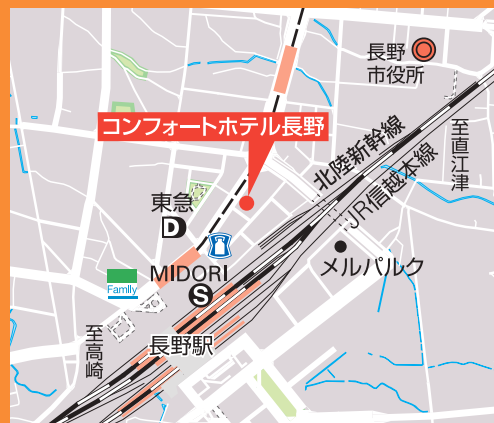 長野
市役所
コンフォートホテル長野
北陸新幹線
至直江津
JR信越本線
東急
D
メルパルク
MIDORI
S
Family
長野駅
至高崎